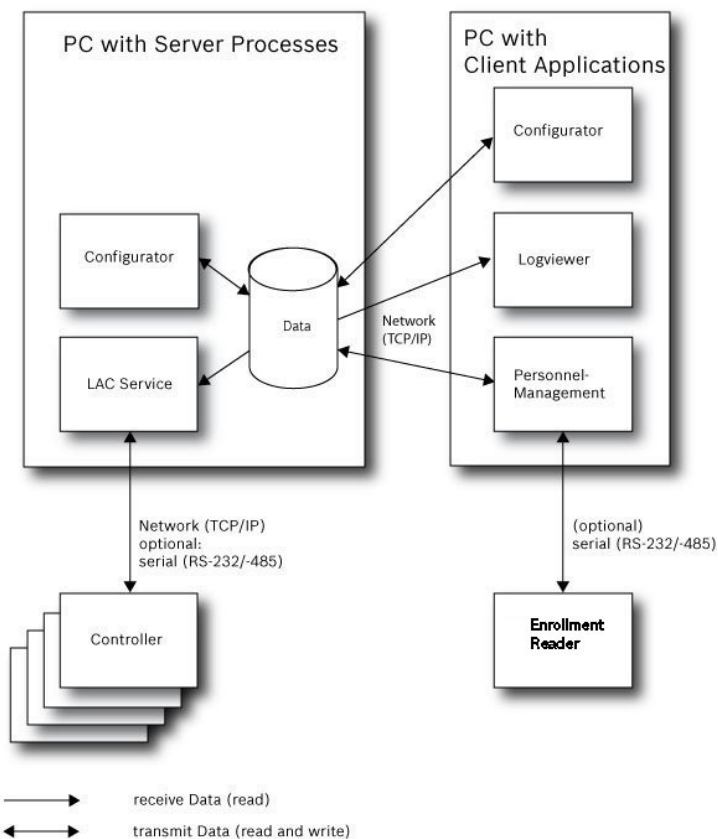 PC with Server Processes
PC with
Client Applications
Configurator
Configurator
Logviewer
Data
Network
(TCP/IP)
LAC Service
Personnel-
Management
Network (TCP/IP)
optional:
serial (RS-232/-485)
(optional)
serial (RS-232/-485)
Controller
Enrollment
Reader
receive Data (read)
transmit Data (read and write)